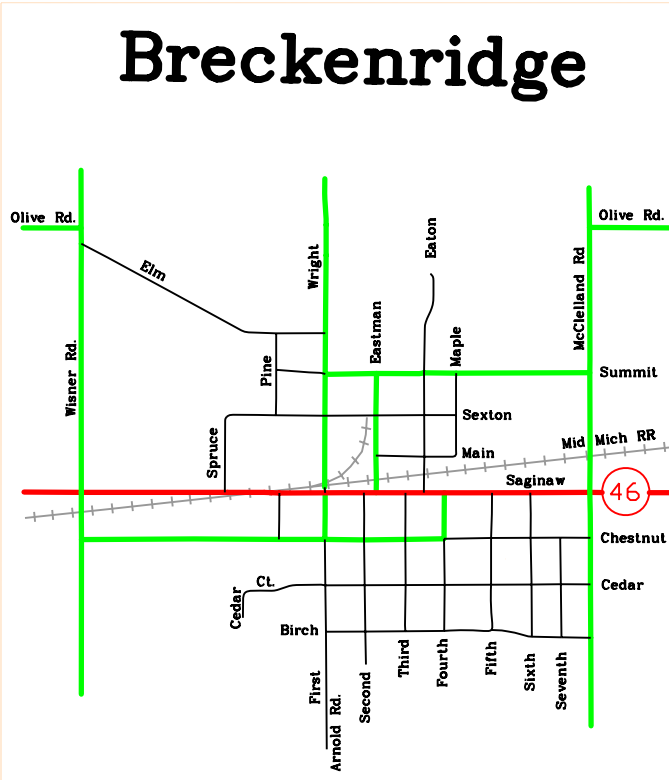 Breckenridge
Olive Rd.
Olive Rd.
Elm
Wright
Eaton
McClelland Rd
Wisner Rd.
Pine
Eastman
Maple
Summit
Spruce
Sexton
Main
Mid Mich RR
Saginaw
46
Chestnut
Cedar
Ct.
Cedar
Birch
First
Arnold Rd.
Second
Third
Fourth
Fifth
Sixth
Seventh